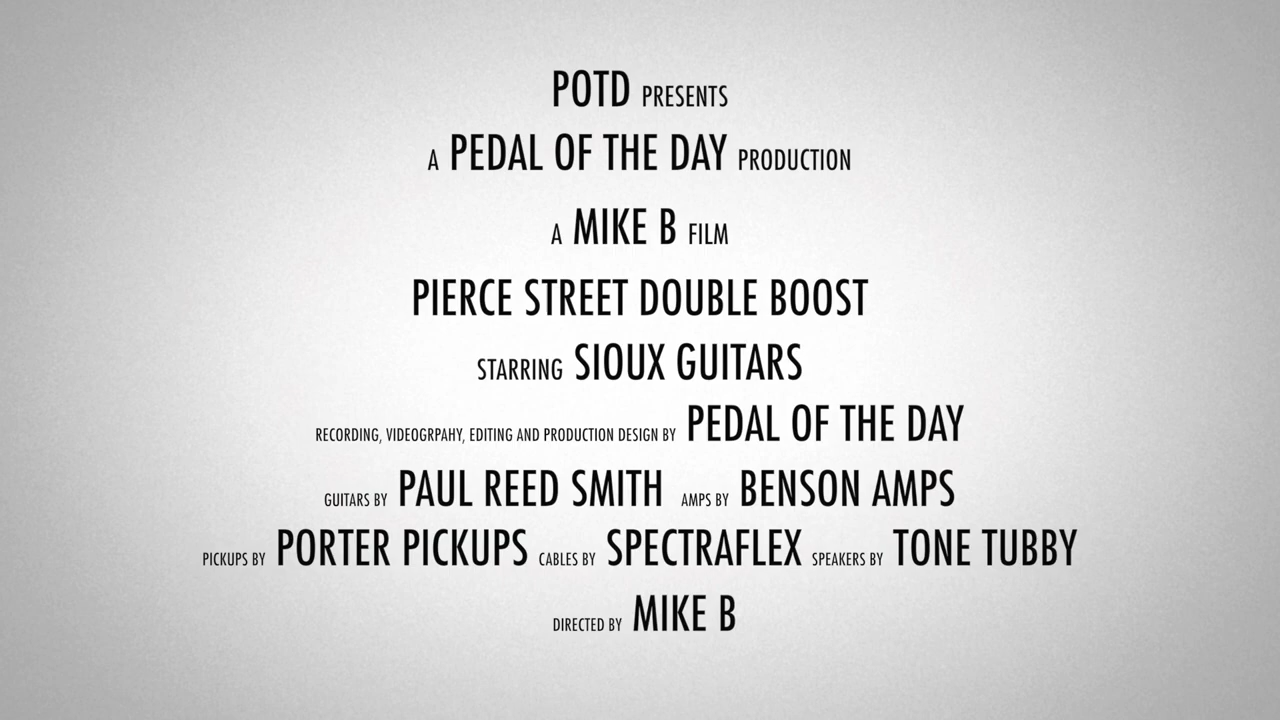 POTD PRESENTS
A PEDAL OF THE DAY PRODUCTION
A MIKE B FILM
PIERCE STREET DOUBLE BOOST
STARRING SIOUX GUITARS
RECORDING, VIDEOGRPAHY, EDITING AND PRODUCTION DESIGN BY PEDAL OF THE DAY
GUITARS BY PAUL REED SMITH AMPS BY BENSON AMPS
PICKUPS BY PORTER PICKUPS CABLES BY SPECTRAFLEX SPEAKERS BY TONE TUBBY
DIRECTED BY MIKE B